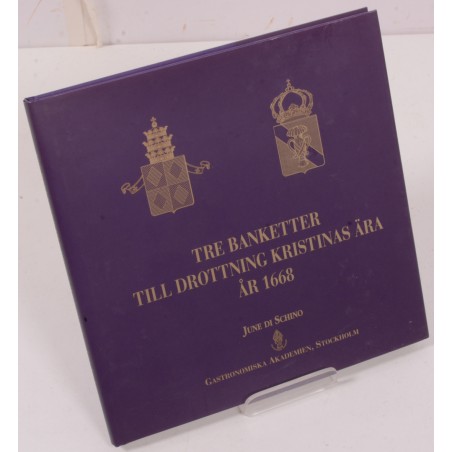 TRE BANKETTER
TILL DROTTNING KRISTINAS ÄRA
ÅR 1668
JUNE DI SCHINO
GASTRONOMISKA AKADEMIEN, STOCKHOLM